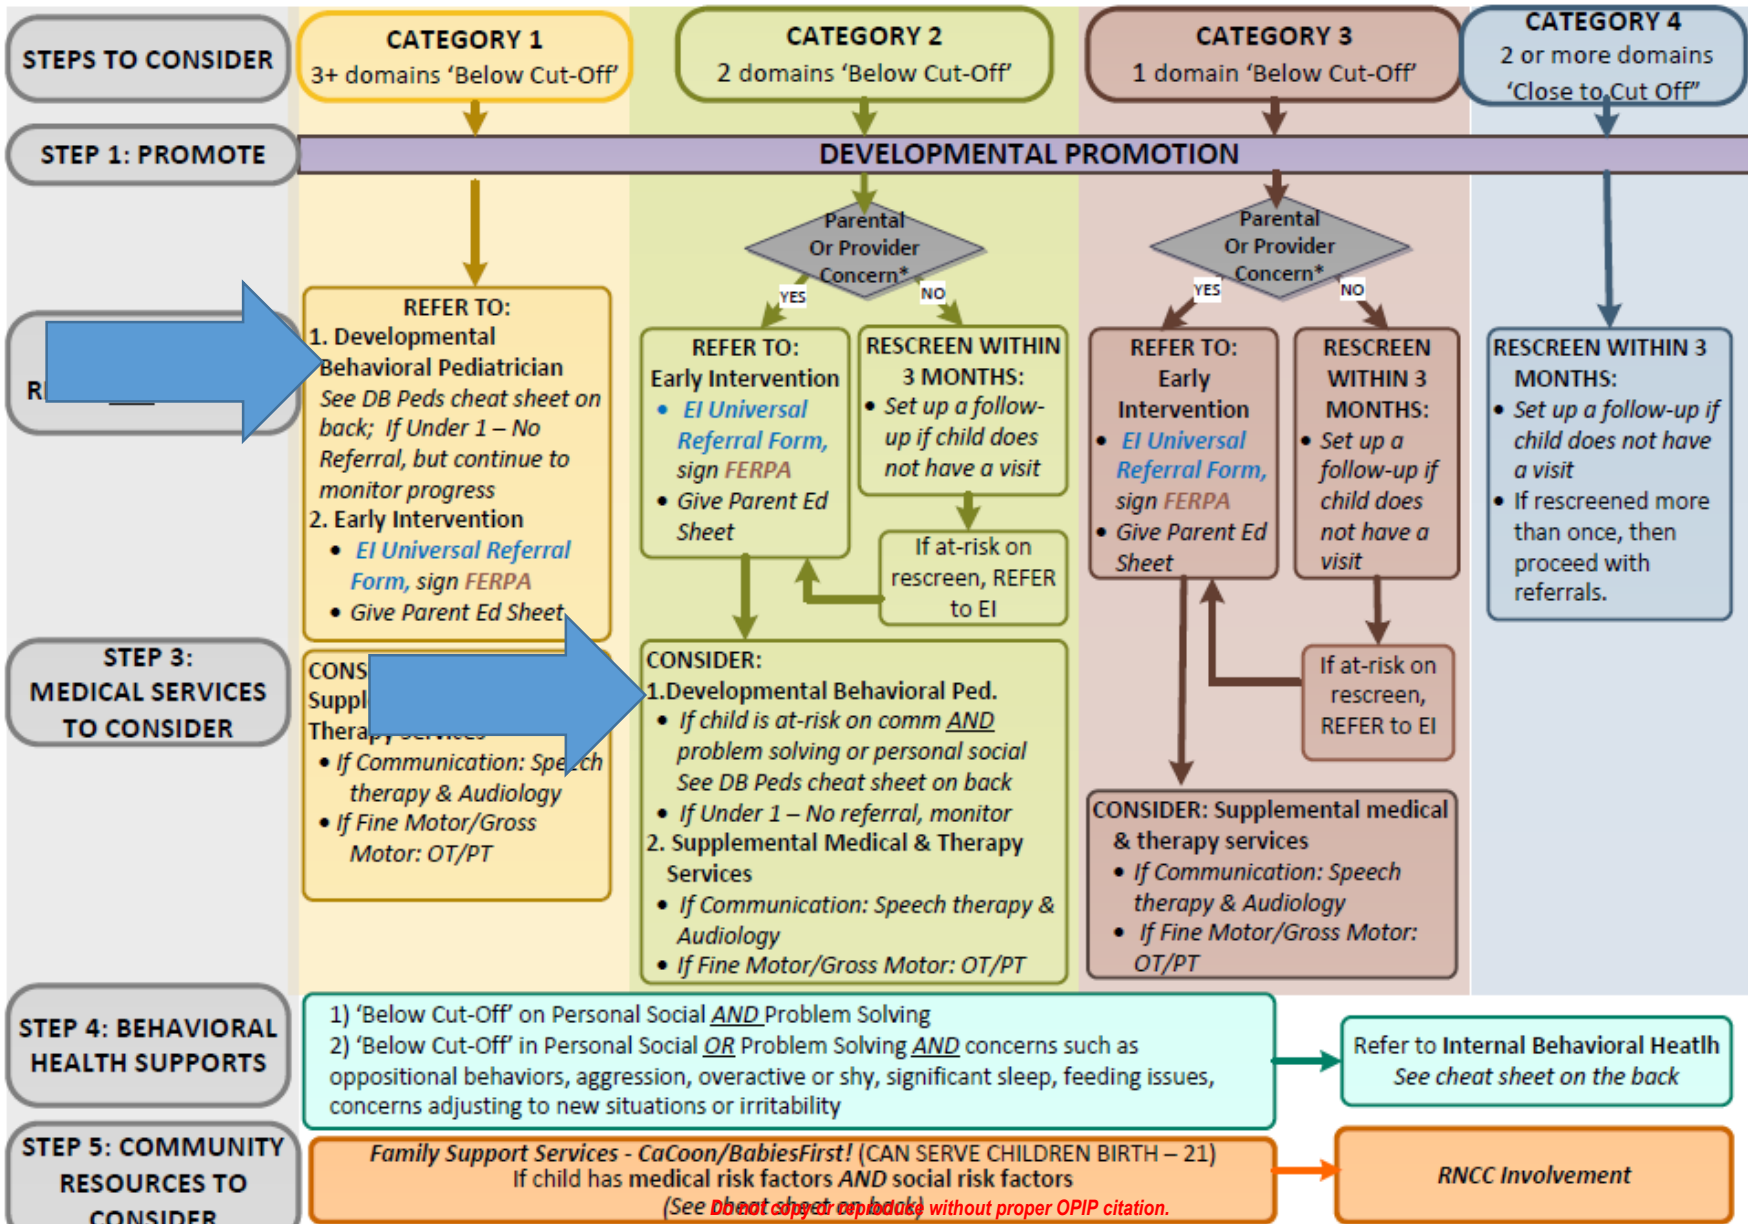 STEPS TO CONSIDER
CATEGORY 1
3+ domains ‘Below Cut-Off’
CATEGORY 2
2 domains ‘Below Cut-Off’
CATEGORY 3
1 domain ‘Below Cut-Off’
CATEGORY 4
2 or more domains
‘Close to Cut Off”
STEP 1: PROMOTE
DEVELOPMENTAL PROMOTION
REFER TO:
1. Developmental
Behavioral Pediatrician
See DB Peds cheat sheet on
back; If Under 1 – No
Referral, but continue to
monitor progress
2. Early Intervention
• EI Universal Referral
Form, sign FERPA
• Give Parent Ed Sheet
Parental
Or Provider
Concern*
YES
NO
REFER TO:
Early Intervention
• EI Universal
Referral Form,
sign FERPA
• Give Parent Ed
Sheet
RESCREEN WITHIN
3 MONTHS:
• Set up a follow-
up if child does
not have a visit
If at-risk on
rescreen, REFER
to EI
Parental
Or Provider
Concern*
YES
NO
REFER TO:
Early
Intervention
• EI Universal
Referral Form,
sign FERPA
• Give Parent Ed
Sheet
RESCREEN
WITHIN 3
MONTHS:
• Set up a
follow-up if
child does
not have a
visit
If at-risk on
rescreen,
REFER to EI
RESCREEN WITHIN 3
MONTHS:
• Set up a follow-up if
child does not have
a visit
• If rescreened more
than once, then
proceed with
referrals.
STEP 3:
MEDICAL SERVICES
TO CONSIDER
Therapy Services
• If Communication: Speech
therapy & Audiology
• If Fine Motor/Gross
Motor: OT/PT
CONSIDER:
1.Developmental Behavioral Ped.
• If child is at-risk on comm AND
problem solving or personal social
See DB Peds cheat sheet on back
• If Under 1 – No referral, monitor
2. Supplemental Medical & Therapy
Services
• If Communication: Speech therapy &
Audiology
• If Fine Motor/Gross Motor: OT/PT
CONSIDER: Supplemental medical
& therapy services
• If Communication: Speech
therapy & Audiology
• If Fine Motor/Gross Motor:
OT/PT
STEP 4: BEHAVIORAL
HEALTH SUPPORTS
1) ‘Below Cut-Off’ on Personal Social AND Problem Solving
2) ‘Below Cut-Off’ in Personal Social OR Problem Solving AND concerns such as
oppositional behaviors, aggression, overactive or shy, significant sleep, feeding issues,
concerns adjusting to new situations or irritability
Refer to Internal Behavioral Heatlh
See cheat sheet on the back
STEP 5: COMMUNITY
RESOURCES TO
CONSIDER
Family Support Services - CaCoon/BabiesFirst! (CAN SERVE CHILDREN BIRTH – 21)
If child has medical risk factors AND social risk factors
(See cheat sheet on back)
RNCC Involvement
Do not copy or reproduce without proper OPIP citation.